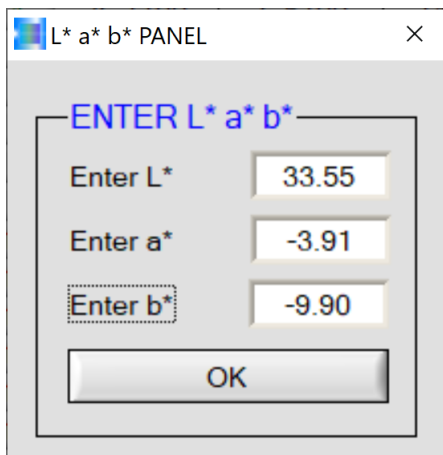 L* a* b* PANEL
ENTER L* a* b*
Enter L* 33.55
Enter a* -3.91
Enter b* -9.90
OK